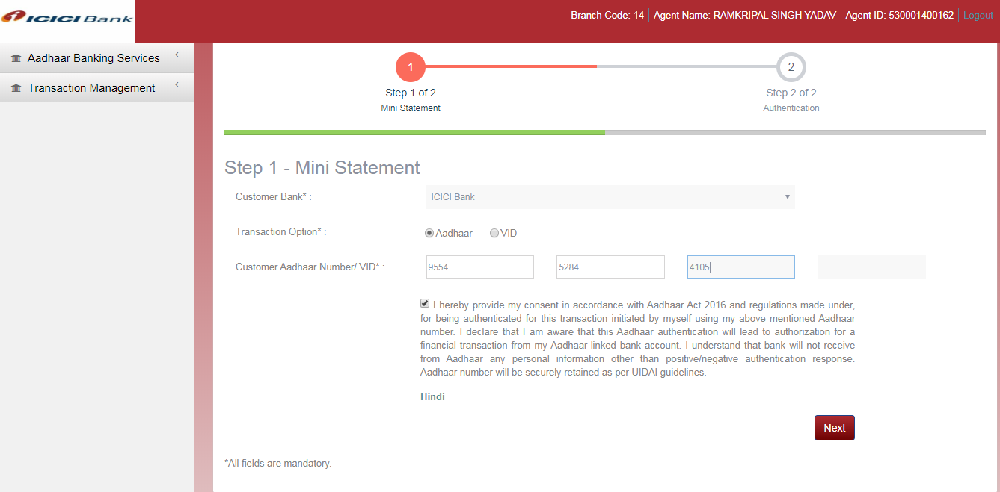 ICICI Bank
Branch Code: 14 Agent Name: RAMKRIPAL SINGH YADAV Agent ID: 530001400162 Logout
Aadhaar Banking Services
Transaction Management
1
2
Step 1 of 2
Step 2 of 2
Mini Statement
Authentication
Step 1 - Mini Statement
Customer Bank* :
ICICI Bank
Transaction Option* :
Aadhaar VID
Customer Aadhaar Number/ VID* :
9554 5284 4105
I hereby provide my consent in accordance with Aadhaar Act 2016 and regulations made under,
for being authenticated for this transaction initiated by myself using my above mentioned Aadhaar
number. I declare that I am aware that this Aadhaar authentication will lead to authorization for a
financial transaction from my Aadhaar-linked bank account. I understand that bank will not receive
from Aadhaar any personal information other than positive/negative authentication response.
Aadhaar number will be securely retained as per UIDAI guidelines.
Hindi
Next
*All fields are mandatory.